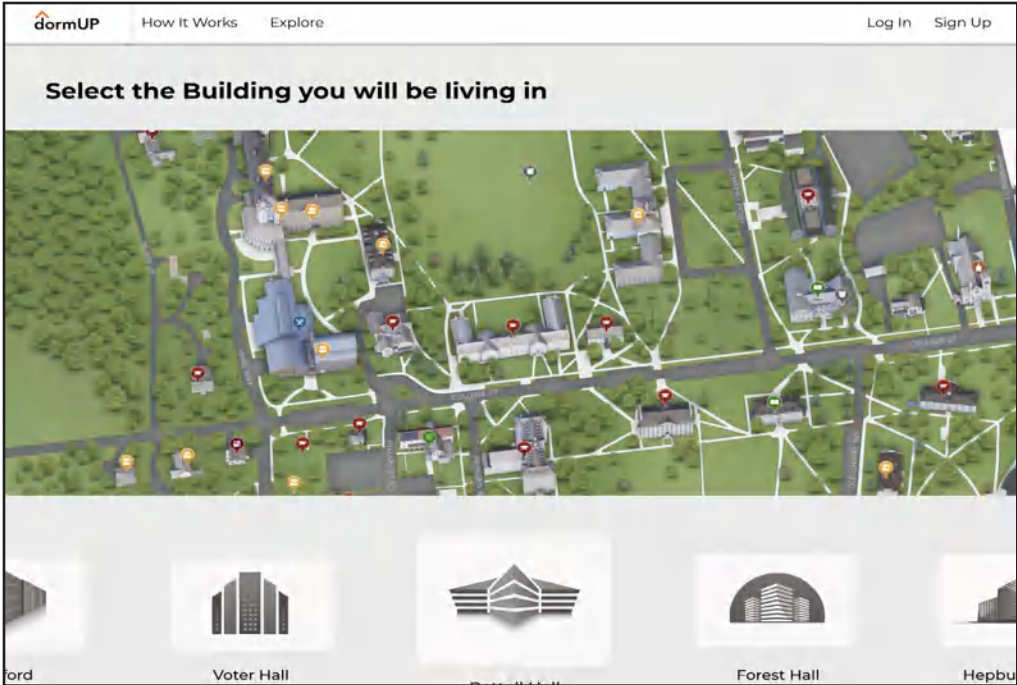 dormUP How It Works Explore Log In Sign Up
Select the Building you will be living in
ford Voter Hall Forest Hall Hepbu